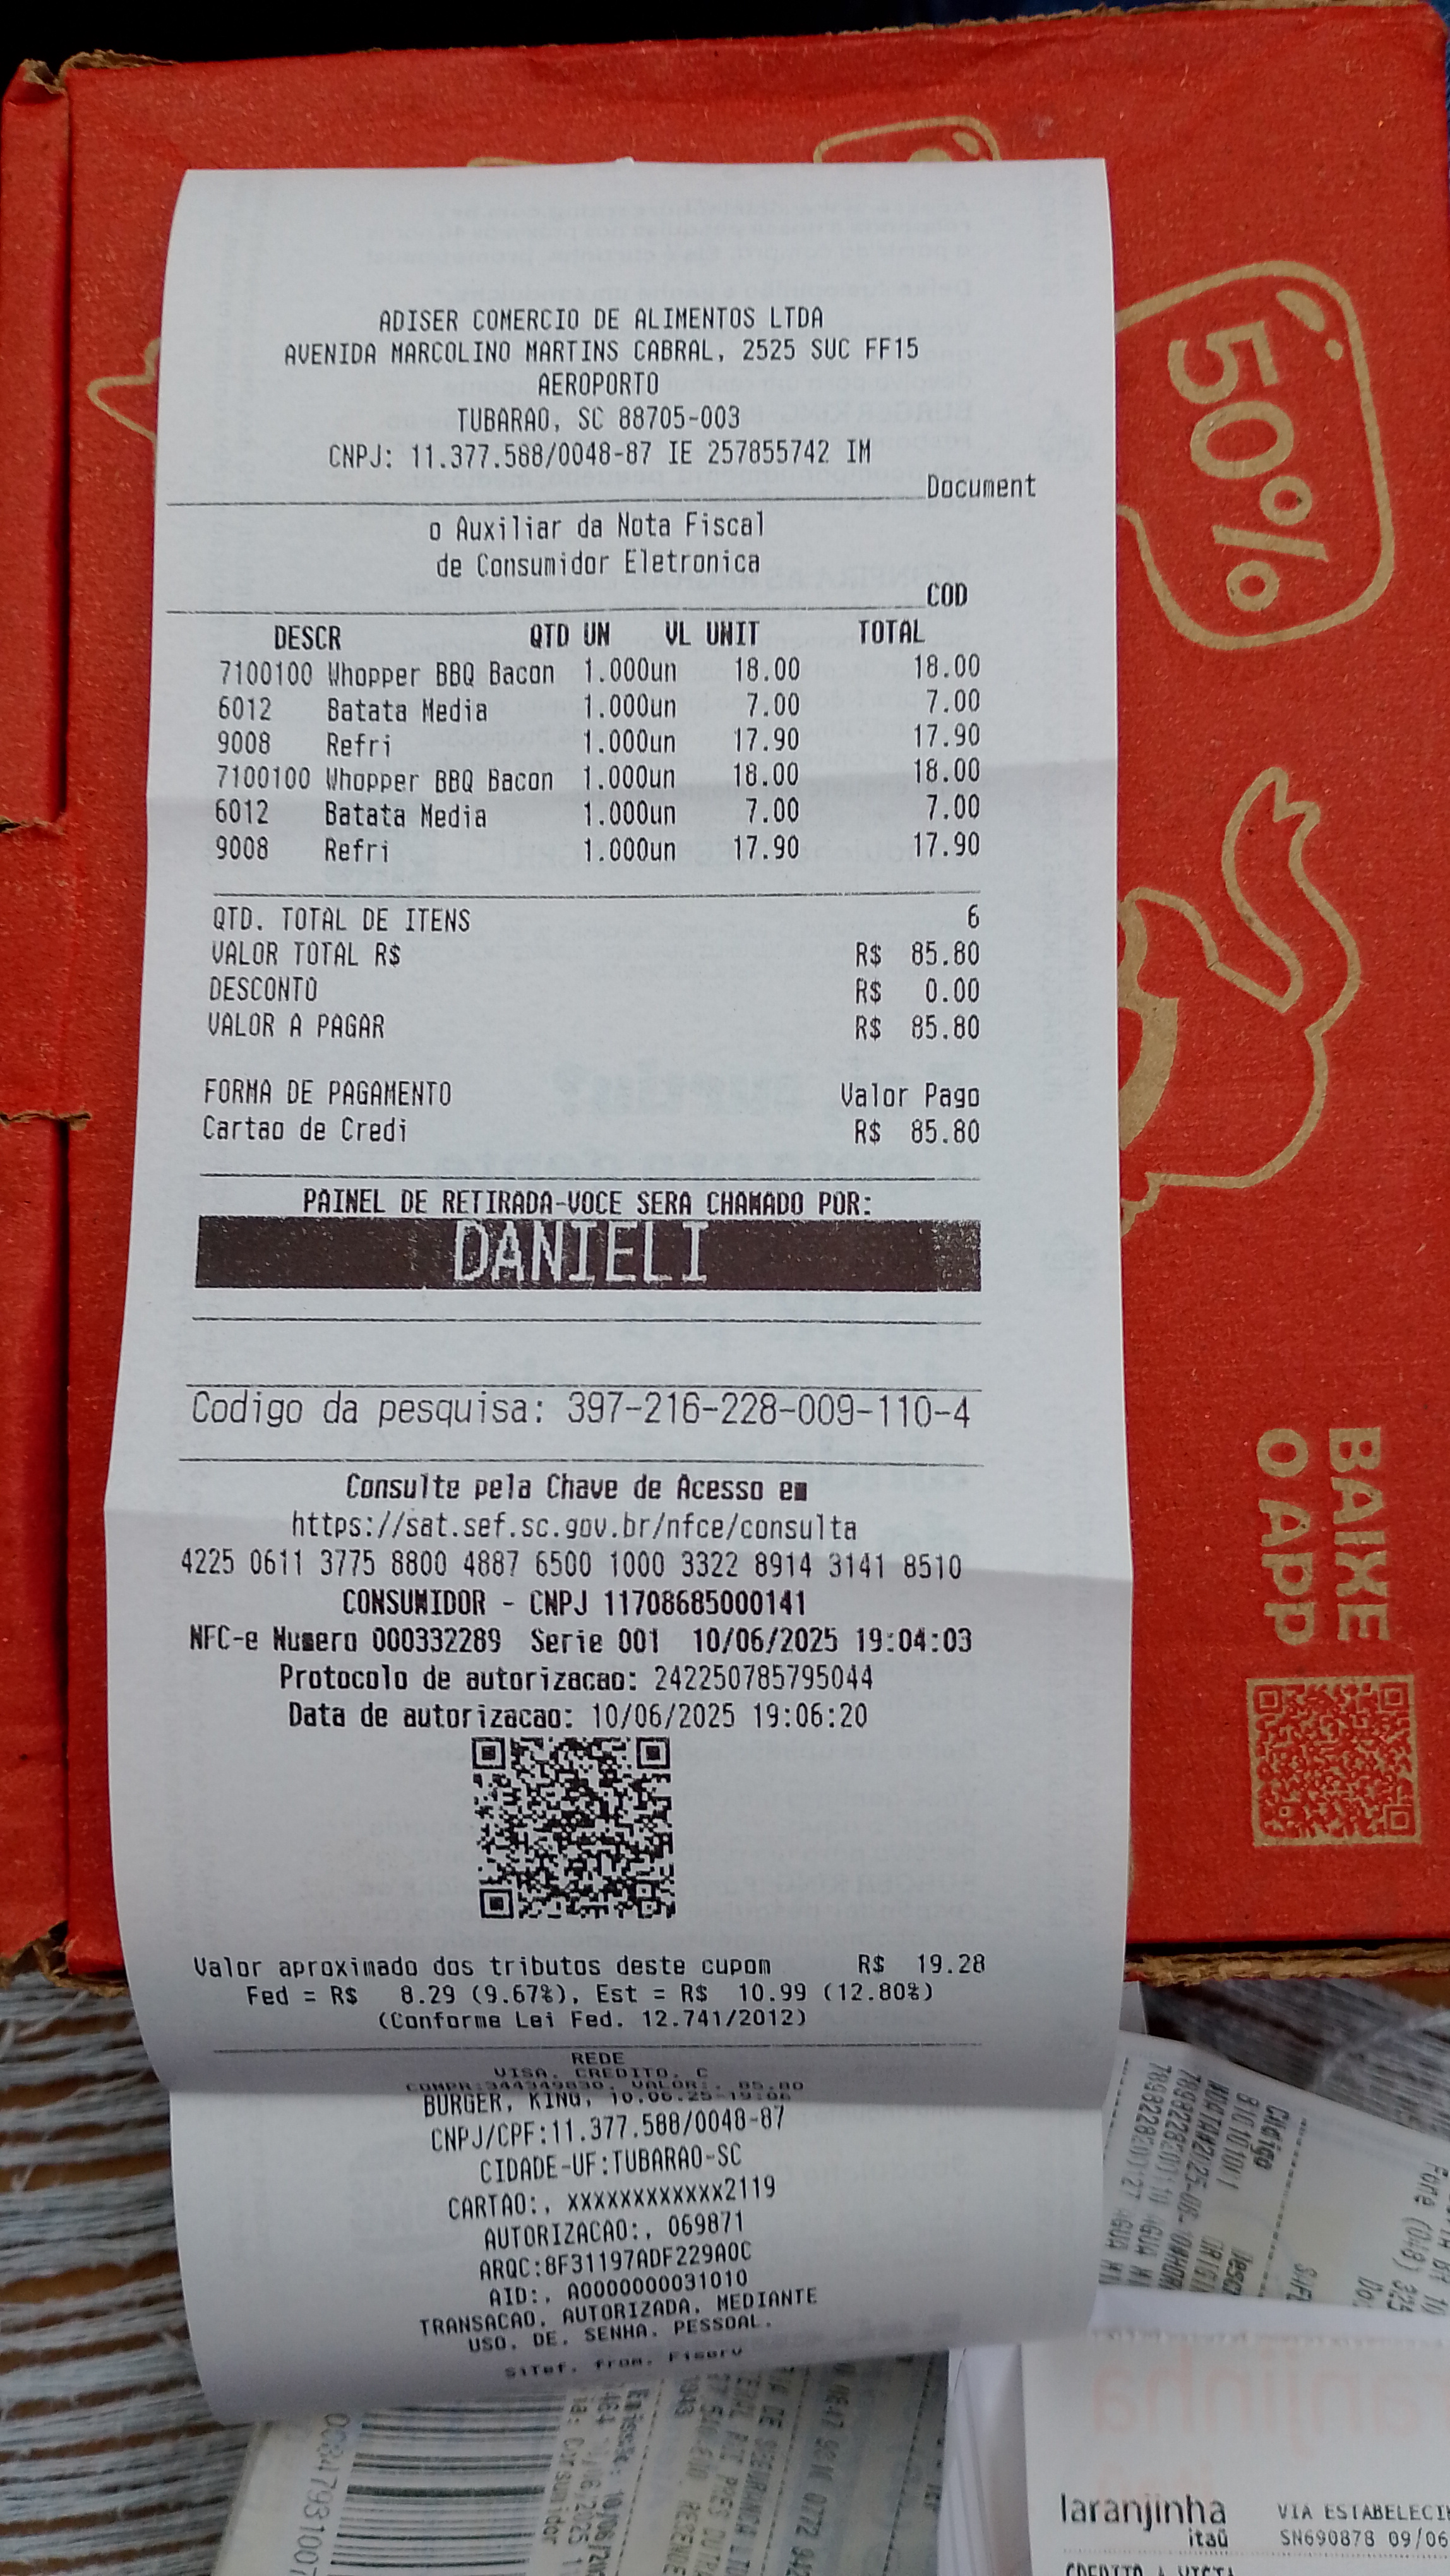 ADISER COMERCIO DE ALIMENTOS LTDA
AVENIDA MARCOLINO MARTINS CABRAL, 2525 SUC FF15
AEROPORTO
TUBARAO, SC 88705-003
CNPJ: 11.377.588/0048-87 IE 257855742 IM
Document
o Auxiliar da Nota Fiscal
de Consumidor Eletronica
COD
DESCR QTD UN VL UNIT TOTAL
7100100 Whopper BBQ Bacon 1.000un 18.00 18.00
6012 Batata Media 1.000un 7.00 7.00
9008 Refri 1.000un 17.90 17.90
7100100 Whopper BBQ Bacon 1.000un 18.00 18.00
6012 Batata Media 1.000un 7.00 7.00
9008 Refri 1.000un 17.90 17.90
QTD. TOTAL DE ITENS 6
VALOR TOTAL R$ R$ 85.80
DESCONTO R$ 0.00
VALOR A PAGAR R$ 85.80
FORMA DE PAGAMENTO Valor Pago
Cartao de Credi R$ 85.80
PAINEL DE RETIRADA-VOCE SERA CHAMADO POR:
DANIELI
Codigo da pesquisa: 397-216-228-009-110-4
Consulte pela Chave de Acesso em
https://sat.sef.sc.gov.br/nfce/consulta
4225 0611 3775 8800 4887 6500 1000 3322 8914 3141 8510
CONSUMIDOR - CNPJ 11708685000141
NFC-e Numero 000332289 Serie 001 10/06/2025 19:04:03
Protocolo de autorizacao: 242250785795044
Data de autorizacao: 10/06/2025 19:06:20
Valor aproximado dos tributos deste cupom R$ 19.28
Fed = R$ 8.29 (9.67%), Est = R$ 10.99 (12.80%)
(Conforme Lei Fed. 12.741/2012)
REDE
VISA. CREDITO. C
COMPR:344349830. VALOR:. 85.80
BURGER, KING, 10.06.25-19:06
CNPJ/CPF:11.377.588/0048-87
CIDADE-UF:TUBARAO-SC
CARTAO:, XXXXXXXXXXXX2119
AUTORIZACAO:, 069871
ARQC:8F31197ADF229A0C
AID:, A0000000031010
TRANSACAO. AUTORIZADA. MEDIANTE
USO. DE. SENHA. PESSOAL.
SiTef. from. Fiserv
50%
BAIXE
O APP
laranjinha
itaú
VIA ESTABELECI
SN690878 09/06